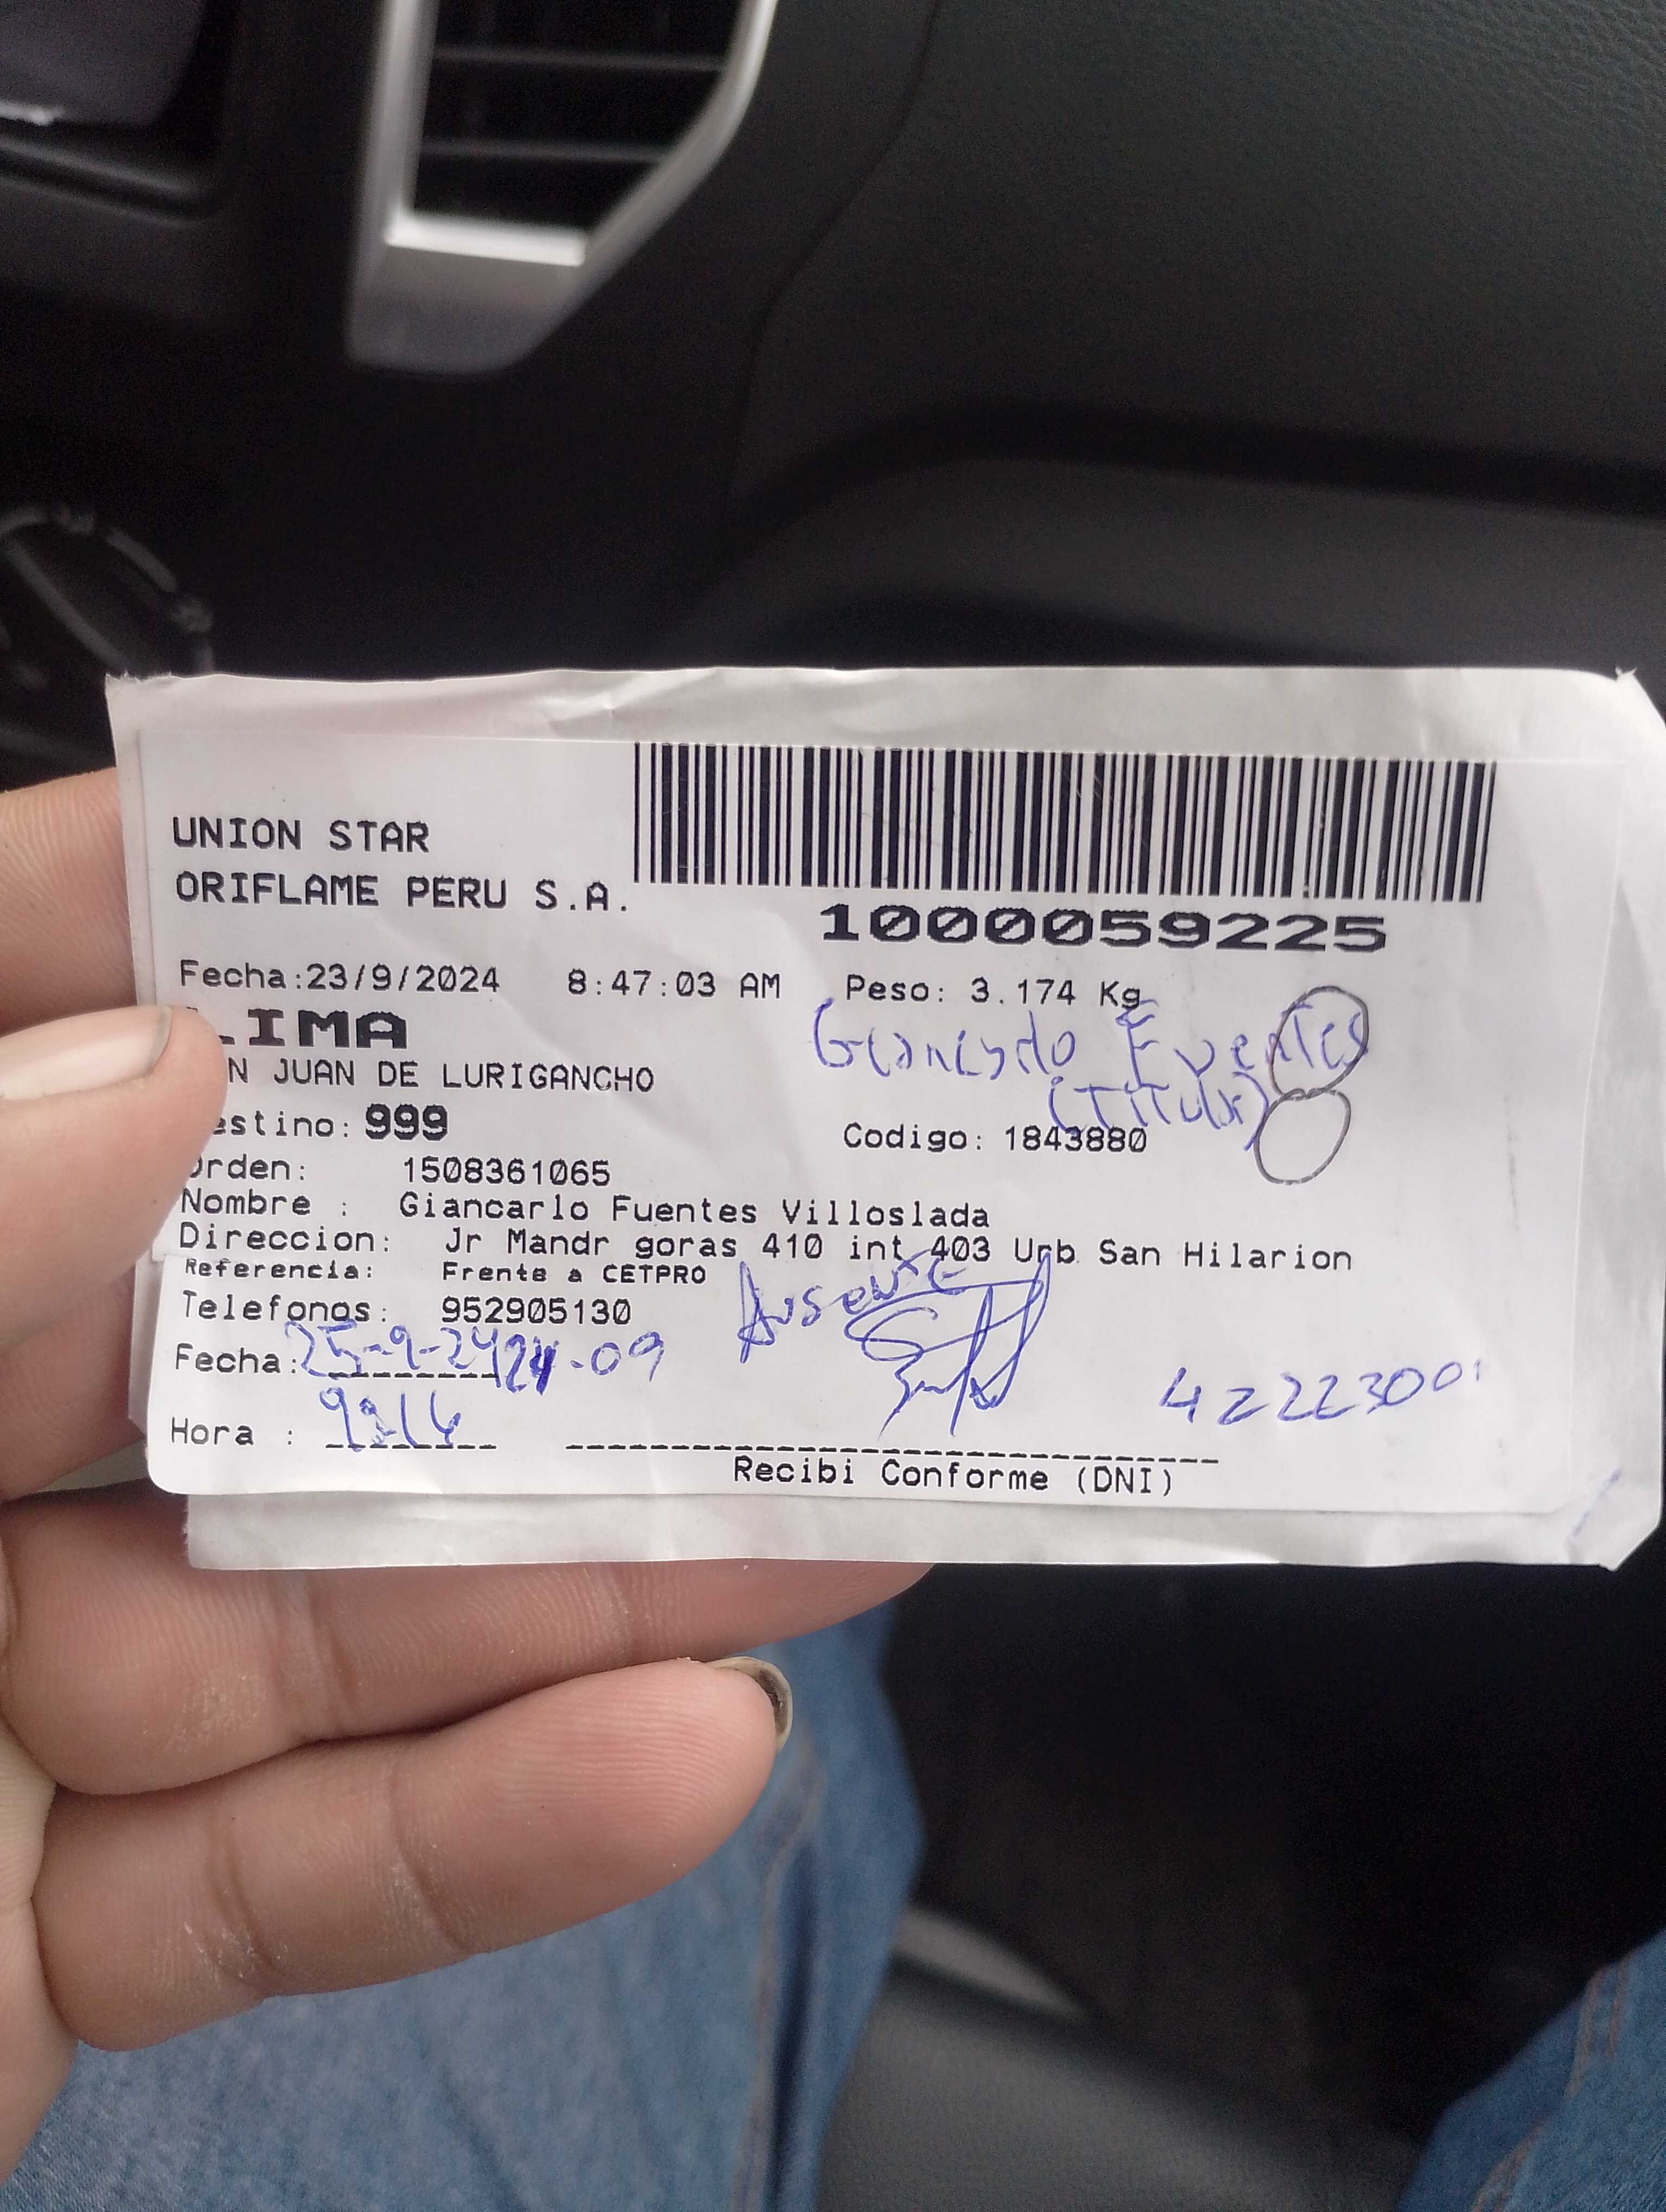 UNION STAR
ORIFLAME PERU S.A.
1000059225
Fecha:23/9/2024 8:47:03 AM Peso: 3.174 Kg
LIMA
Fuentes
N JUAN DE LURIGANCHO
(Titular)
estino: 999
Codigo: 1843880
Orden: 1508361065
Nombre : Giancarlo Fuentes Villoslada
Direccion: Jr Mandr goras 410 int 403 Urb San Hilarion
Referencia: Frente a CETPRO
Telefonos: 952905130
Ausente
Fecha: 25-9-24 24-09
Hora :
Recibi Conforme (DNI)